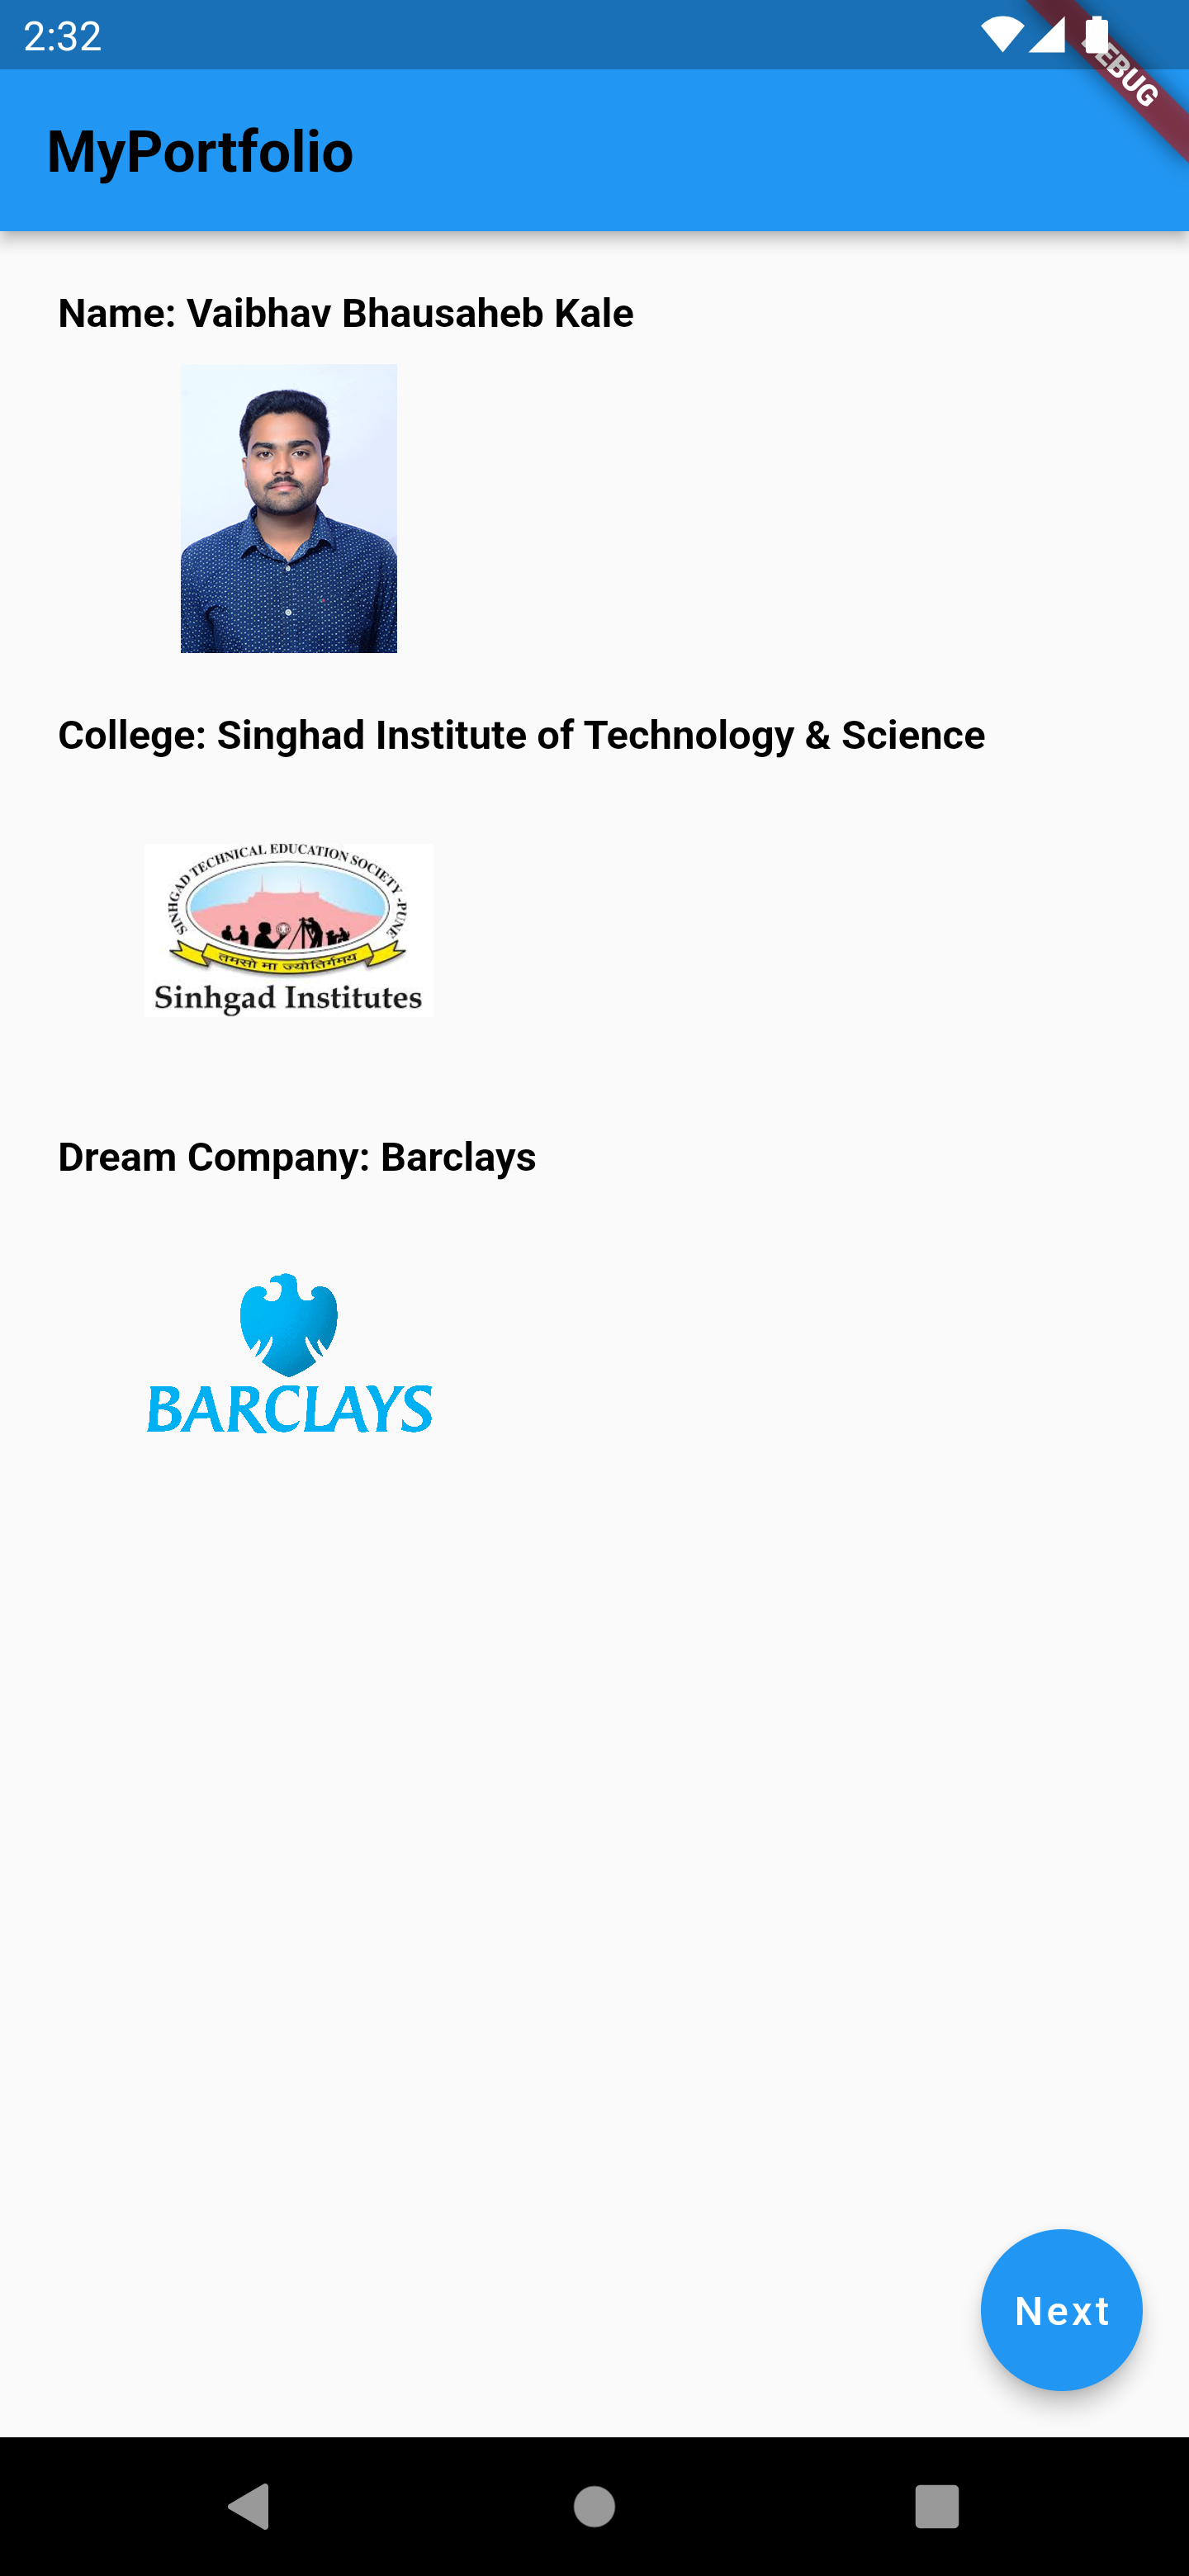 2:32
DEBUG
MyPortfolio
Name: Vaibhav Bhausaheb Kale
College: Singhad Institute of Technology & Science
SINHGAD TECHNICAL EDUCATION SOCIETY -PUNE
तमसो मा ज्योतिर्गमय
Sinhgad Institutes
Dream Company: Barclays
BARCLAYS
Next